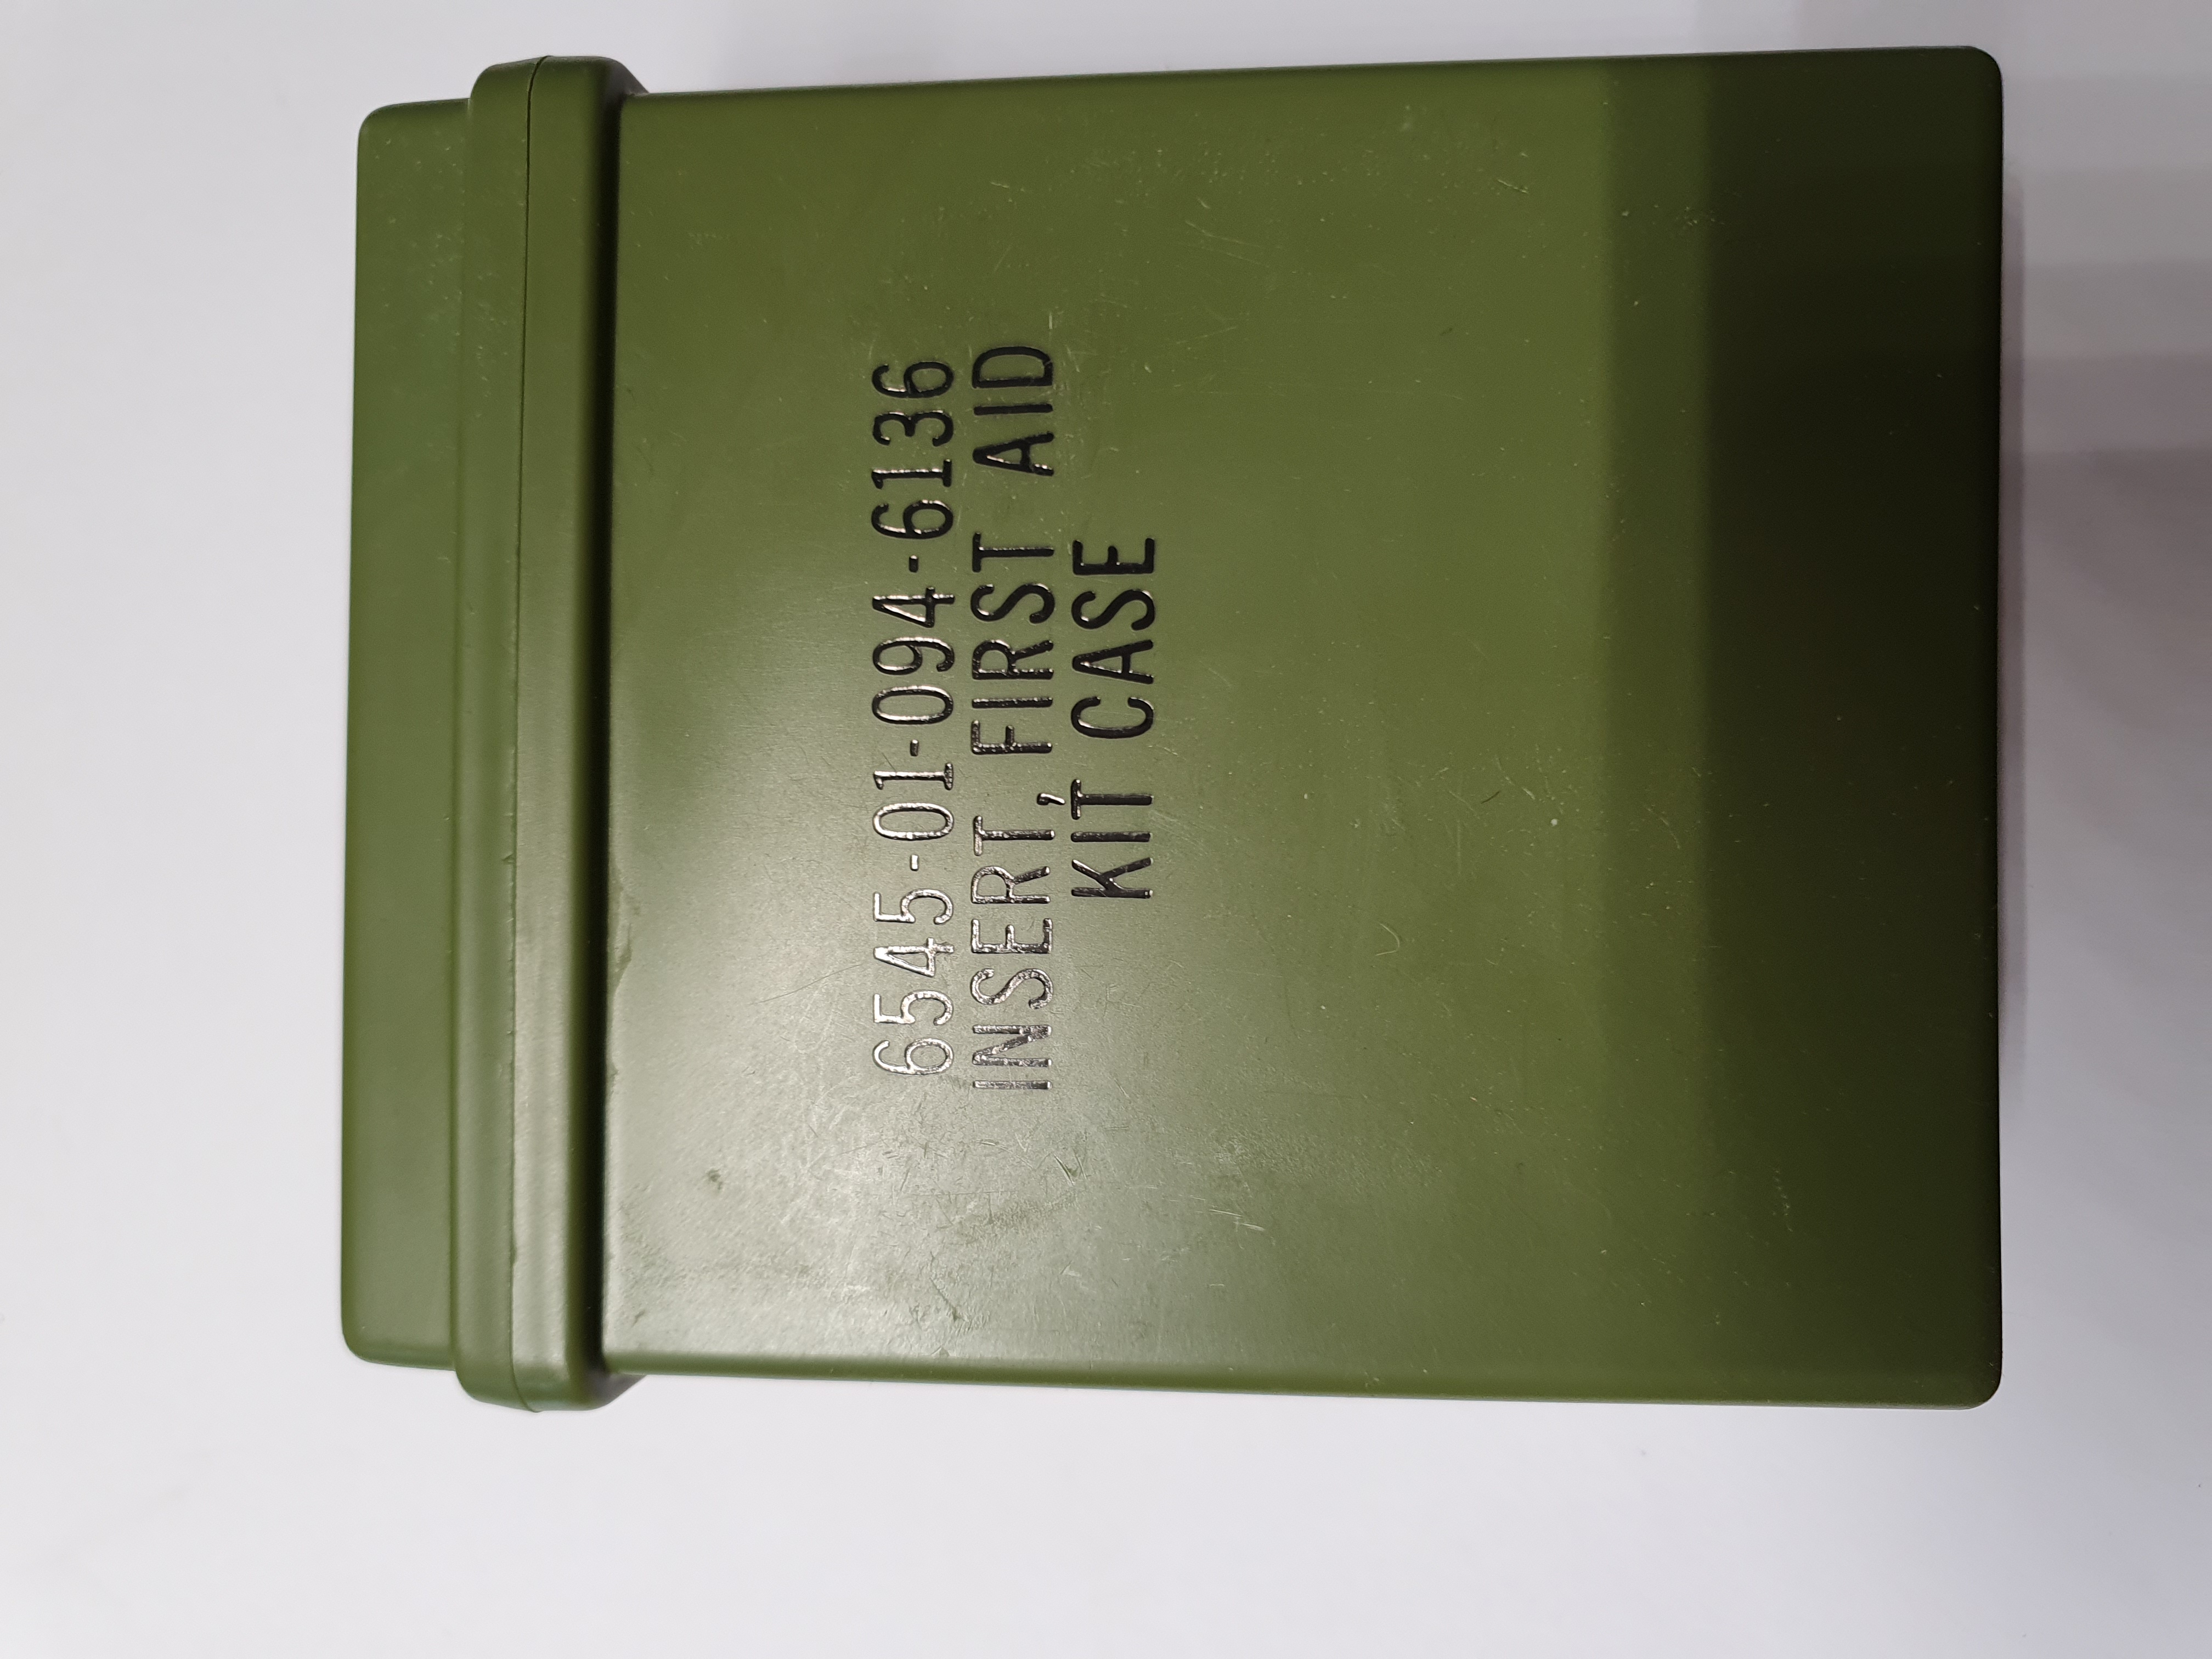 6545-01-094-6136
INSERT, FIRST AID
KIT CASE